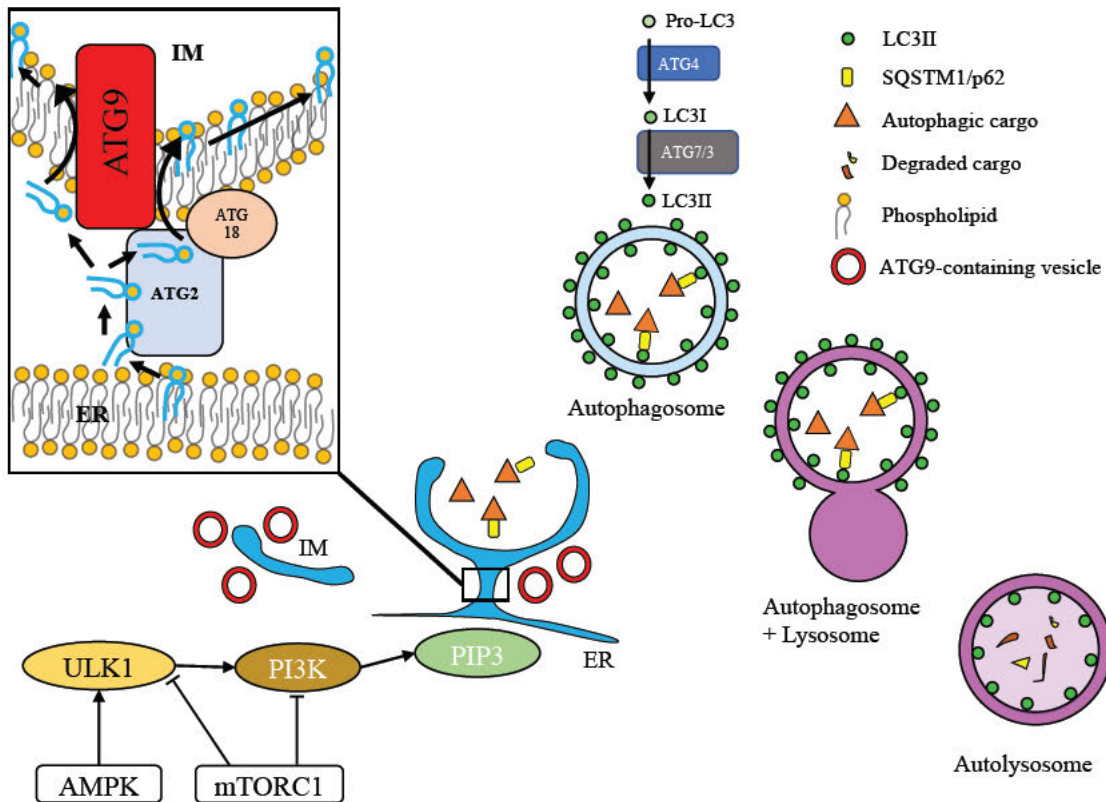 IM
ATG9
ATG
18
ATG2
ER
Pro-LC3
ATG4
LC3I
ATG7/3
LC3II
Autophagosome
LC3II
SQSTM1/p62
Autophagic cargo
Degraded cargo
Phospholipid
ATG9-containing vesicle
Autophagosome
+ Lysosome
Autolysosome
IM
ER
ULK1
PI3K
PIP3
AMPK
mTORC1